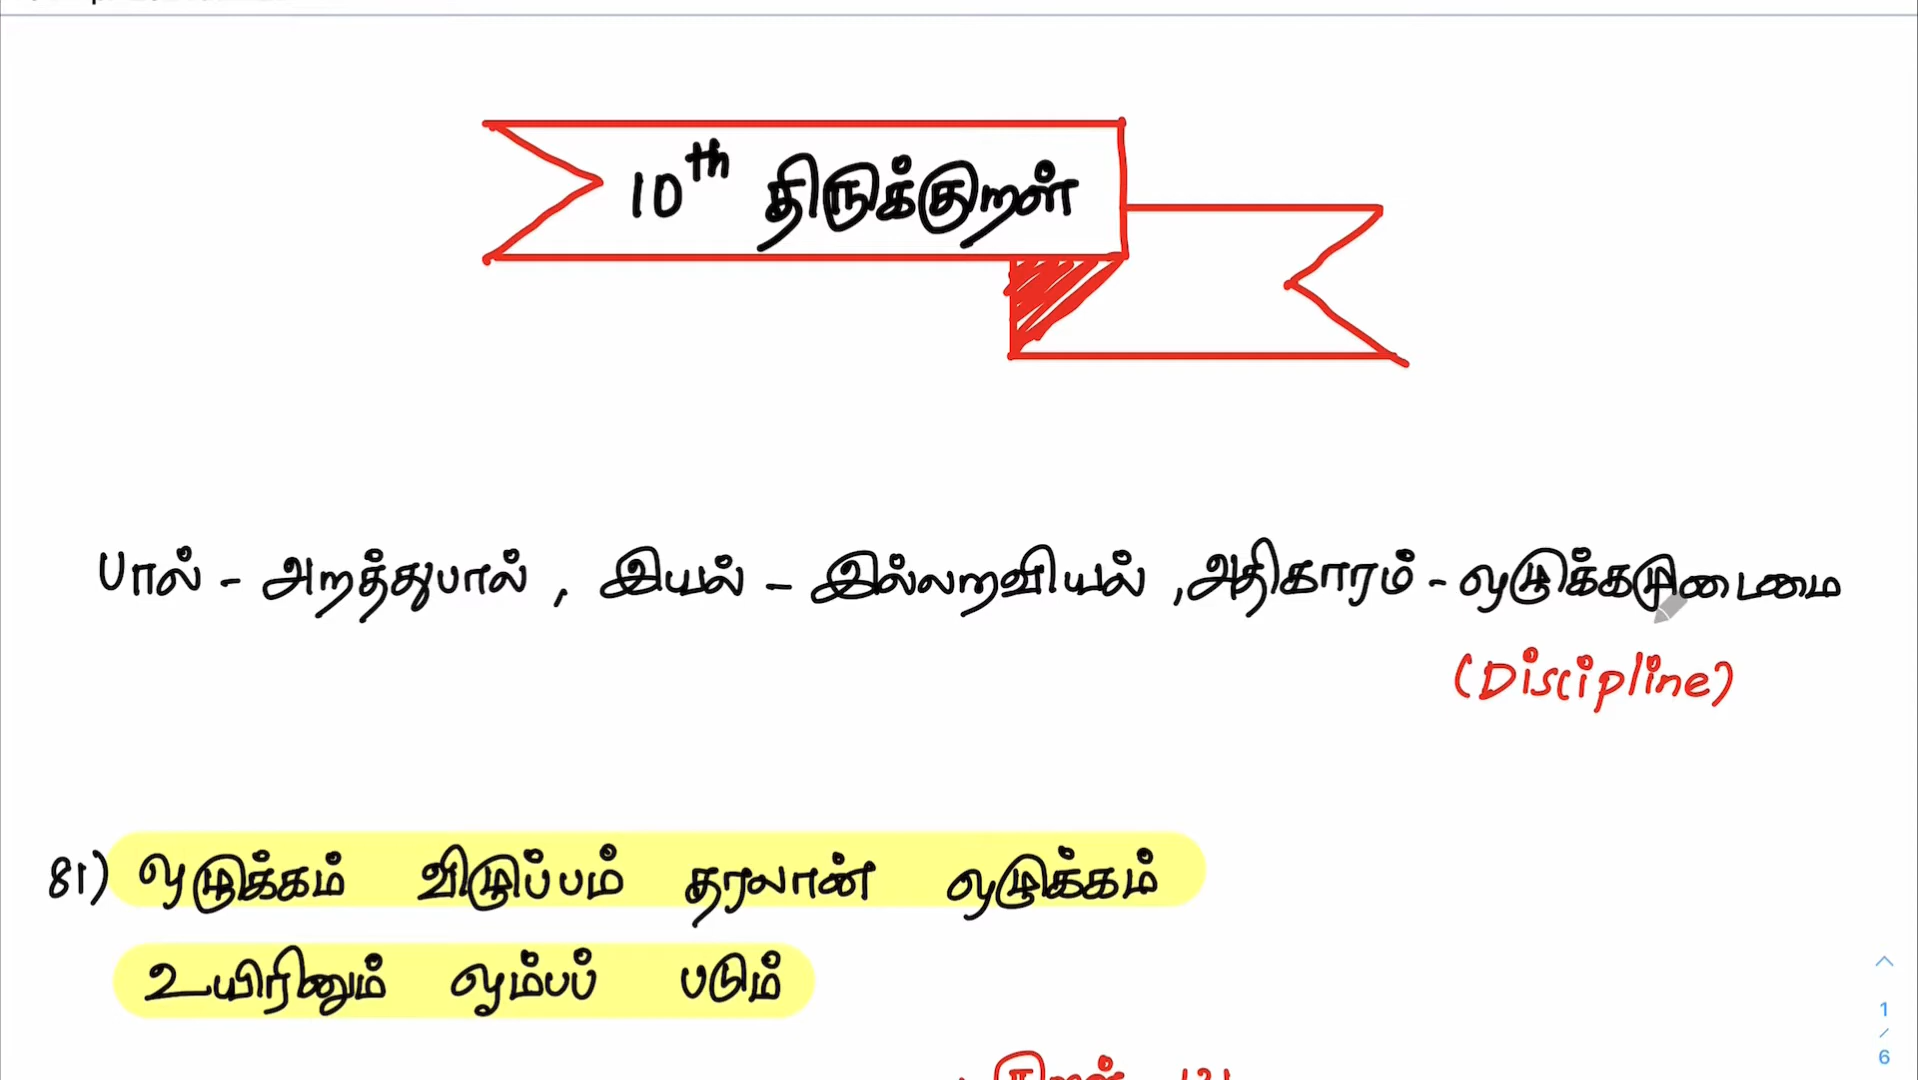 10th திருக்குறள்
பால் - அறத்துபால் , இயல் - இல்லறவியல் , அதிகாரம் - ஒழுக்கமுடைமை
(Discipline)
81) ஒழுக்கம் விழுப்பம் தரலான் ஒழுக்கம்
உயிரினும் ஓம்பப் படும்
1
/
6